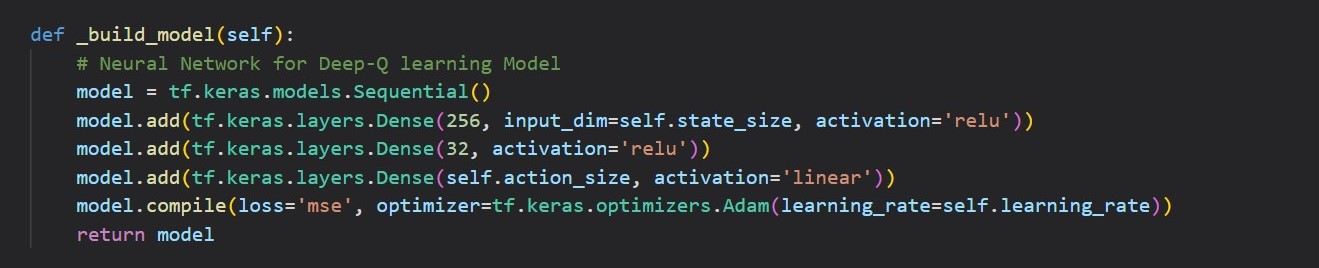 def _build_model(self):
    # Neural Network for Deep-Q learning Model
    model = tf.keras.models.Sequential()
    model.add(tf.keras.layers.Dense(256, input_dim=self.state_size, activation='relu'))
    model.add(tf.keras.layers.Dense(32, activation='relu'))
    model.add(tf.keras.layers.Dense(self.action_size, activation='linear'))
    model.compile(loss='mse', optimizer=tf.keras.optimizers.Adam(learning_rate=self.learning_rate))
    return model